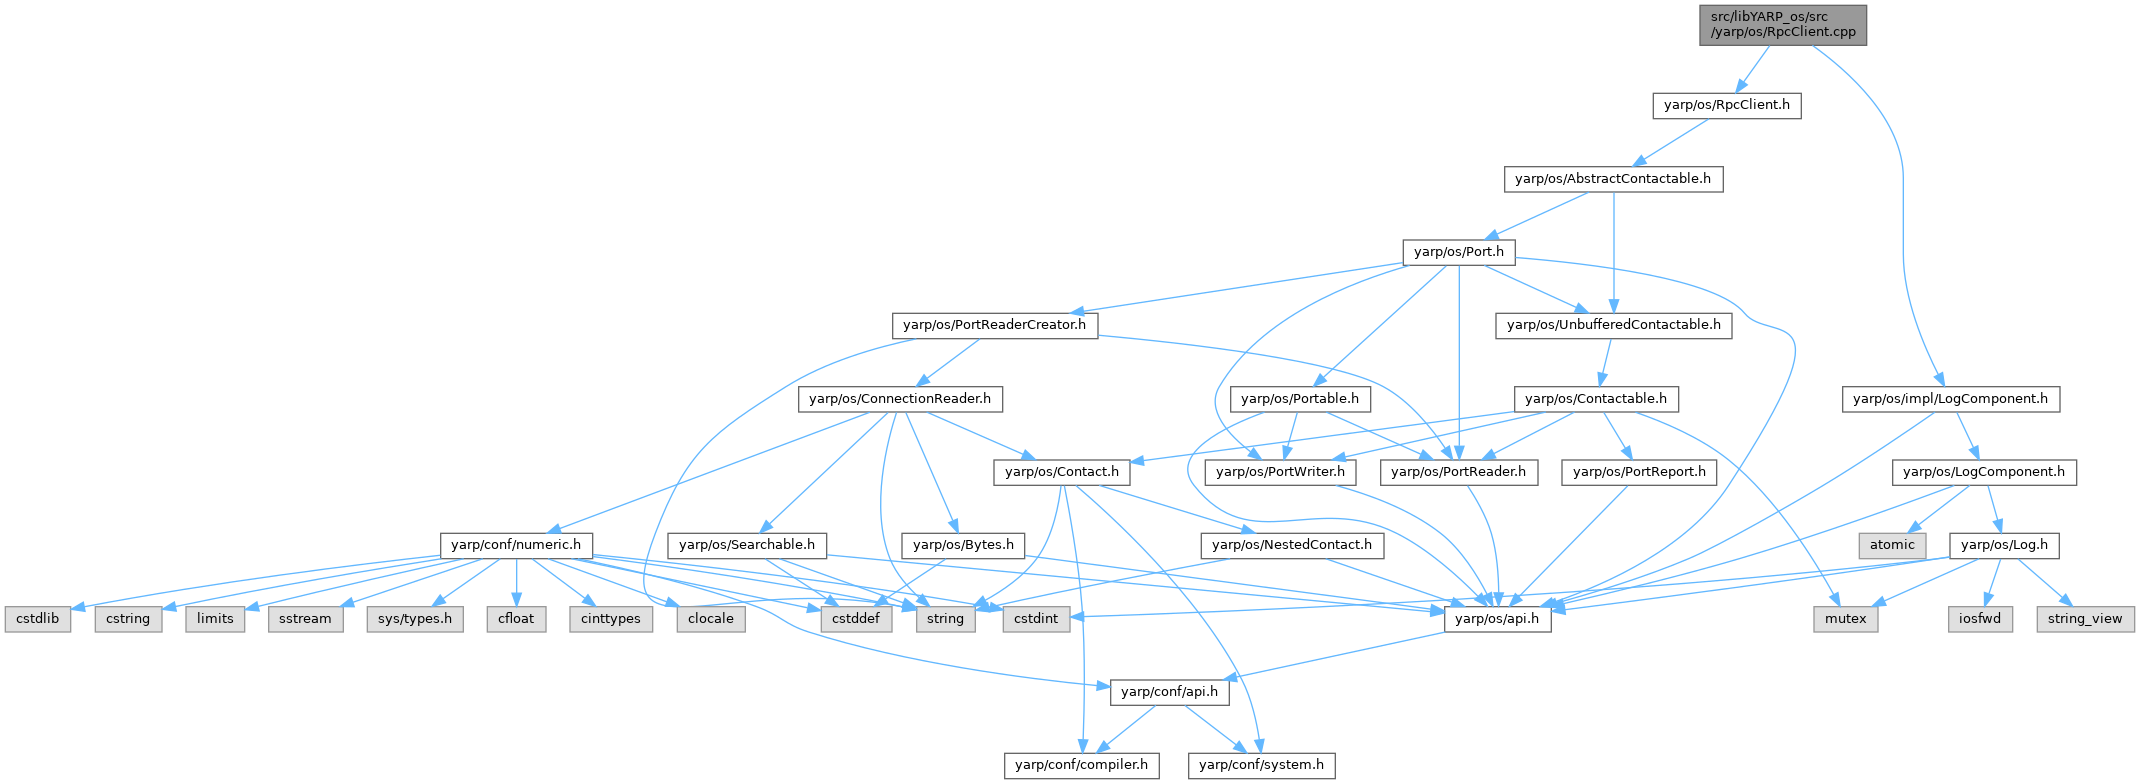 src/libYARP_os/src
/yarp/os/RpcClient.cpp
yarp/os/RpcClient.h
yarp/os/AbstractContactable.h
yarp/os/Port.h
yarp/os/PortReaderCreator.h
yarp/os/UnbufferedContactable.h
yarp/os/ConnectionReader.h
yarp/os/Portable.h
yarp/os/Contactable.h
yarp/os/impl/LogComponent.h
yarp/os/Contact.h
yarp/os/PortWriter.h
yarp/os/PortReader.h
yarp/os/PortReport.h
yarp/os/LogComponent.h
yarp/conf/numeric.h
yarp/os/Searchable.h
yarp/os/Bytes.h
yarp/os/NestedContact.h
atomic
yarp/os/Log.h
cstdlib
cstring
limits
sstream
sys/types.h
cfloat
cinttypes
clocale
cstddef
string
cstdint
yarp/os/api.h
mutex
iosfwd
string_view
yarp/conf/api.h
yarp/conf/compiler.h
yarp/conf/system.h